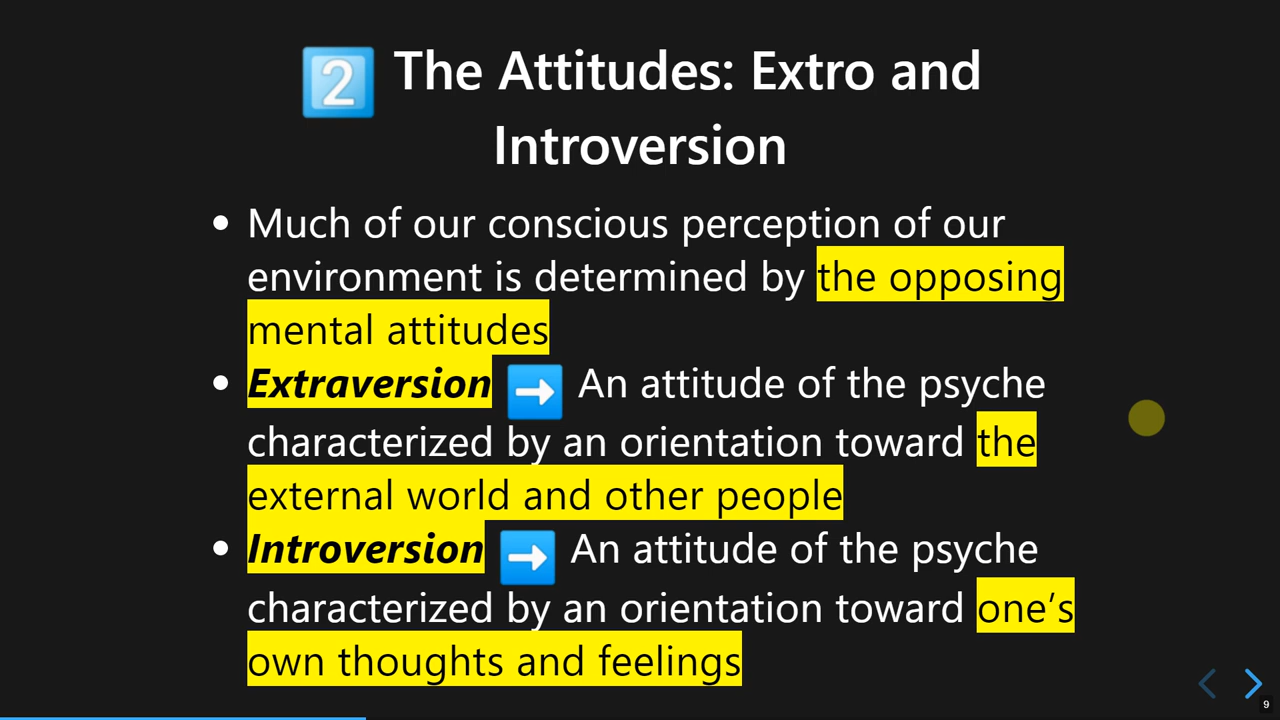 2️⃣ The Attitudes: Extro and
Introversion
• Much of our conscious perception of our
environment is determined by the opposing
mental attitudes
• Extraversion ➡️ An attitude of the psyche
characterized by an orientation toward the
external world and other people
• Introversion ➡️ An attitude of the psyche
characterized by an orientation toward one’s
own thoughts and feelings
9